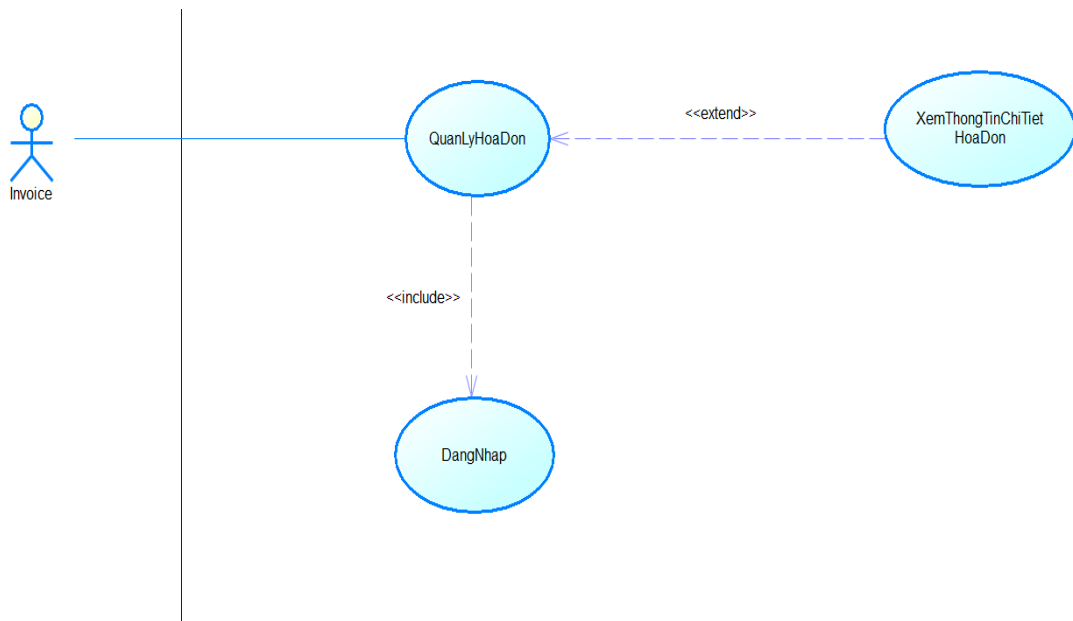 <<extend>>
XemThongTinChiTiet
HoaDon
QuanLyHoaDon
Invoice
<<include>>
DangNhap